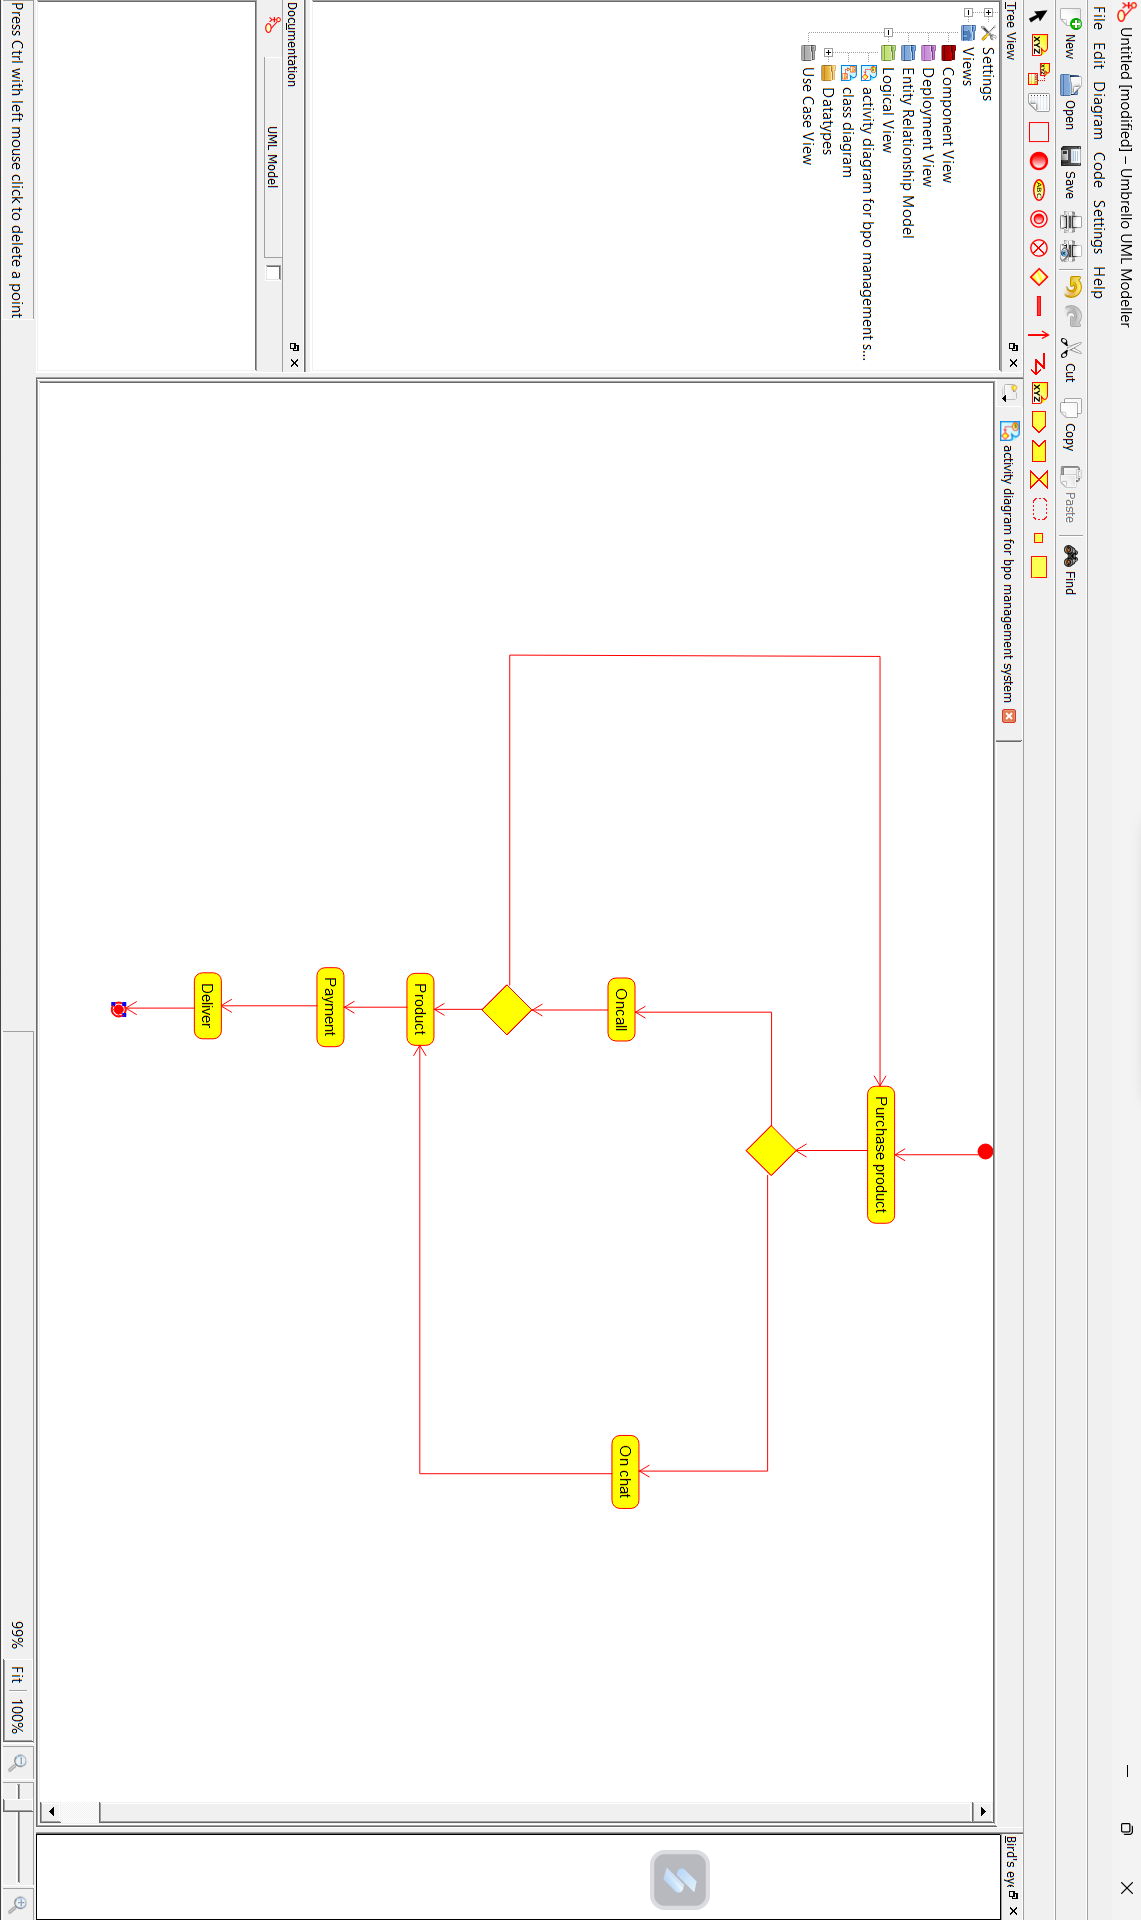 Untitled [modified] – Umbrello UML Modeller
File Edit Diagram Code Settings Help
New Open Save Cut Copy Paste Find
Tree View
Settings
Views
Component View
Deployment View
Entity Relationship Model
Logical View
activity diagram for bpo management s...
class diagram
Datatypes
Use Case View
Documentation
UML Model
activity diagram for bpo management system
Purchase product
Oncall
On chat
Product
Payment
Deliver
Bird's eye
Press Ctrl with left mouse click to delete a point
99% Fit 100%